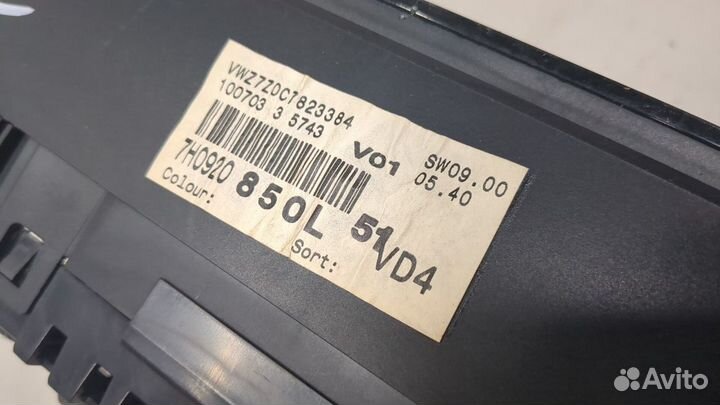 VWZ7Z0C7823384
100703 3 5743
V01
SW09.00
05.40
7H0920 850L 51
Colour:
Sort: VD4
Avito